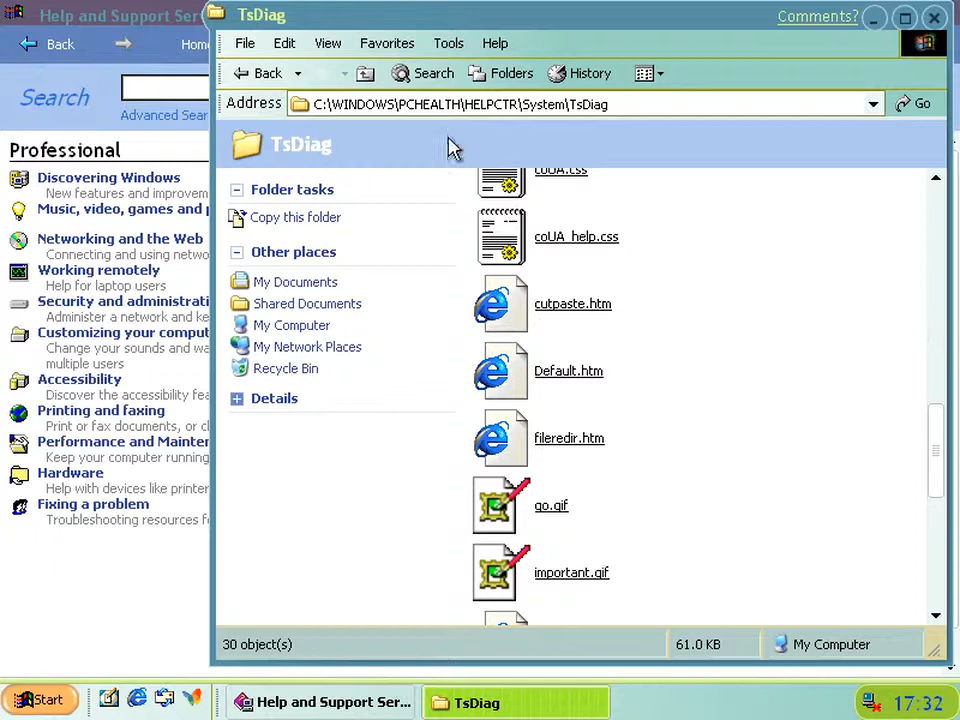 Help and Support Ser
TsDiag
Comments?
Back
Home
File Edit View Favorites Tools Help
Back Search Folders History
Search
Advanced Sear
Address C:\WINDOWS\PCHEALTH\HELPCTR\System\TsDiag Go
TsDiag
Professional
Discovering Windows
New features and improvem
Music, video, games and p
Networking and the Web
Connecting and using netwo
Working remotely
Help for laptop users
Security and administrati
Administer a network and ke
Customizing your comput
Change your sounds and wa
multiple users
Accessibility
Discover the accessibility fea
Printing and faxing
Print or fax documents, or c
Performance and Mainter
Keep your computer running
Hardware
Help with devices like printer
Fixing a problem
Troubleshooting resources f
Folder tasks
Copy this folder
Other places
My Documents
Shared Documents
My Computer
My Network Places
Recycle Bin
Details
coUA.css
coUA_help.css
cutpaste.htm
Default.htm
fileredir.htm
go.gif
important.gif
30 object(s) 61.0 KB My Computer
Start Help and Support Ser... TsDiag 17:32